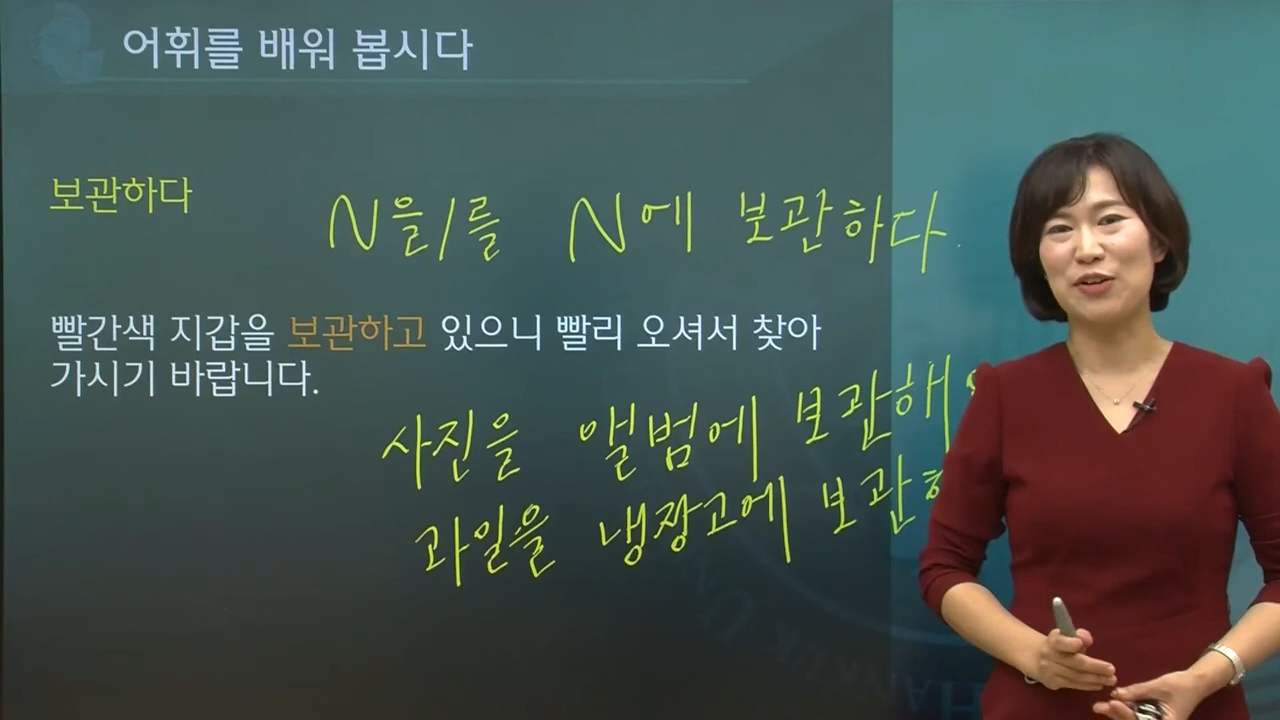 어휘를 배워 봅시다
보관하다
N을/를 N에 보관하다.
빨간색 지갑을 보관하고 있으니 빨리 오셔서 찾아
가시기 바랍니다.
사진을 앨범에 보관해
과일을 냉장고에